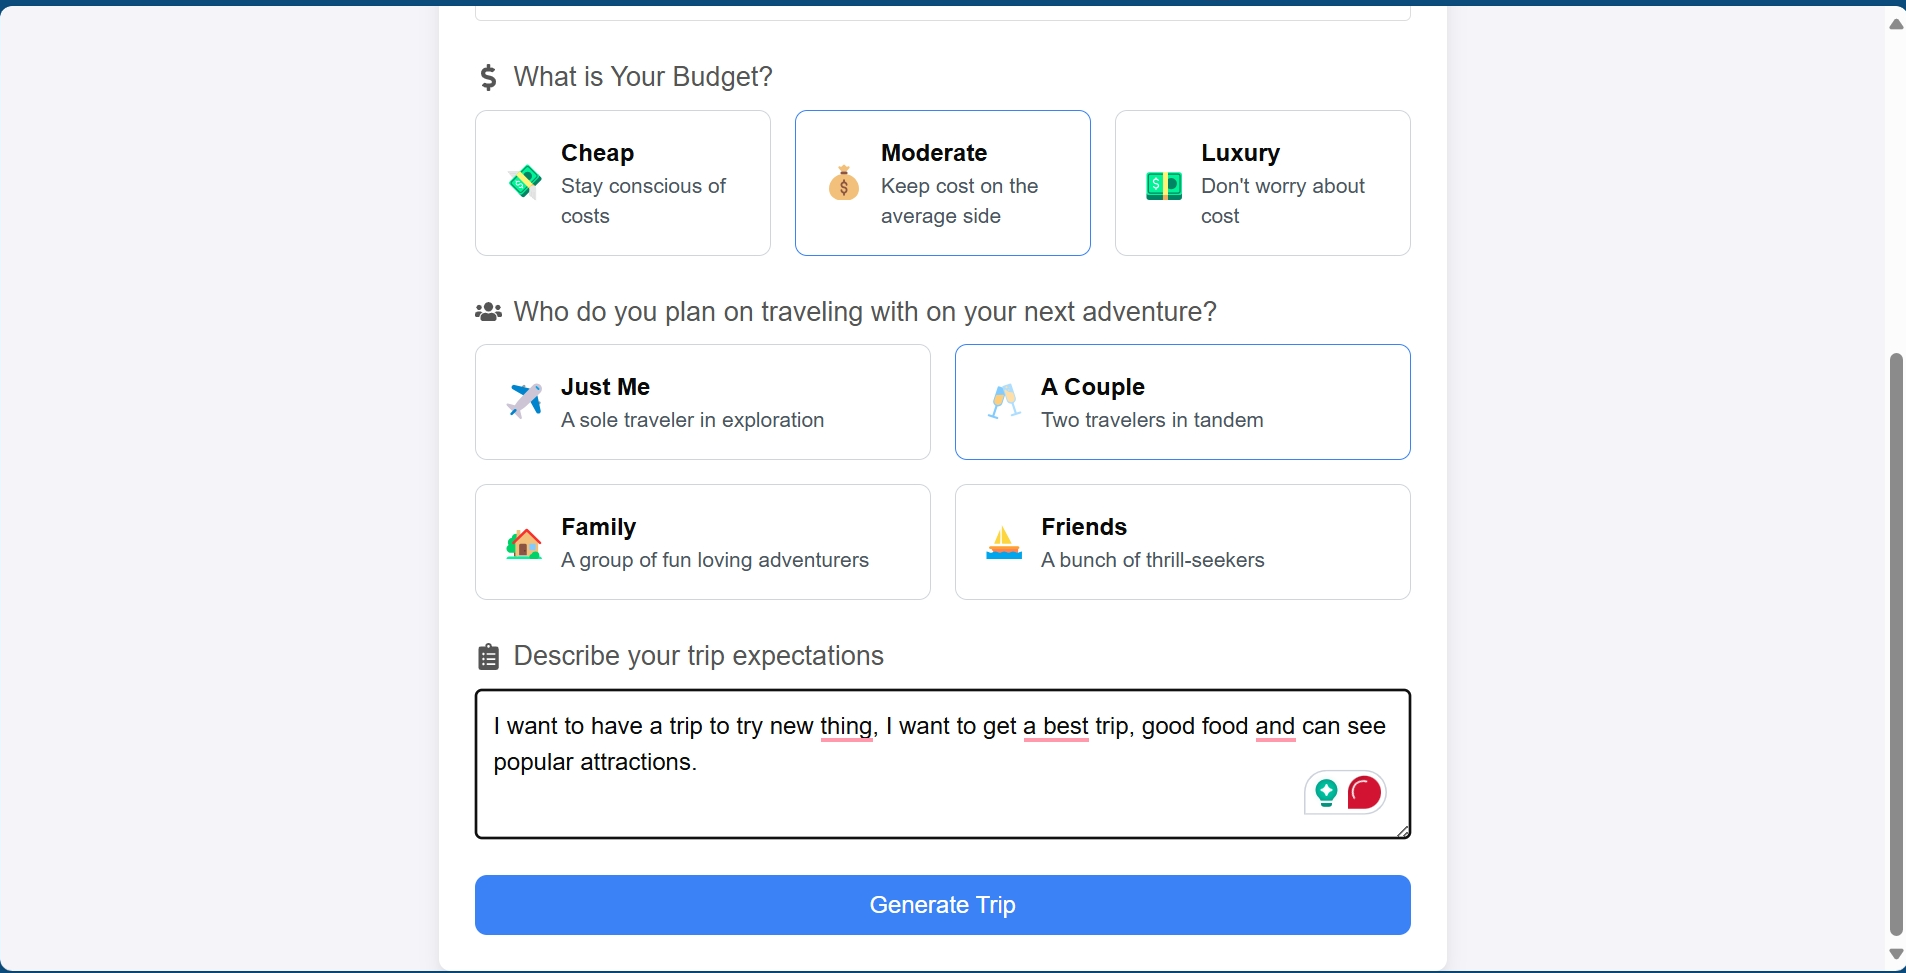 What is Your Budget?
Cheap
Stay conscious of
costs
Moderate
Keep cost on the
average side
Luxury
Don't worry about
cost
Who do you plan on traveling with on your next adventure?
Just Me
A sole traveler in exploration
A Couple
Two travelers in tandem
Family
A group of fun loving adventurers
Friends
A bunch of thrill-seekers
Describe your trip expectations
I want to have a trip to try new thing, I want to get a best trip, good food and can see
popular attractions.
Generate Trip